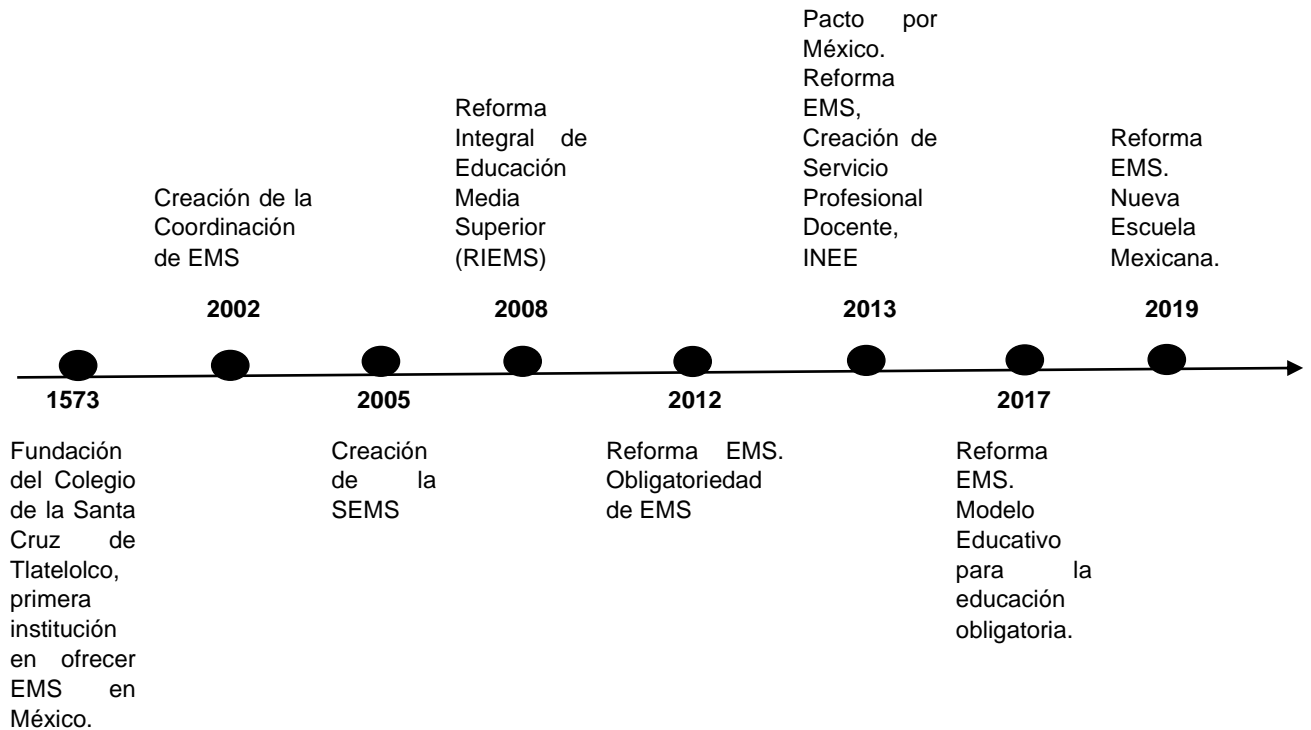 Creación de la
Coordinación
de EMS
2002
Reforma
Integral de
Educación
Media
Superior
(RIEMS)
2008
Pacto por
México.
Reforma
EMS,
Creación de
Servicio
Profesional
Docente,
INEE
2013
Reforma
EMS.
Nueva
Escuela
Mexicana.
2019
1573
Fundación
del Colegio
de la Santa
Cruz de
Tlatelolco,
primera
institución
en ofrecer
EMS en
México.
2005
Creación
de la
SEMS
2012
Reforma EMS.
Obligatoriedad
de EMS
2017
Reforma
EMS.
Modelo
Educativo
para la
educación
obligatoria.